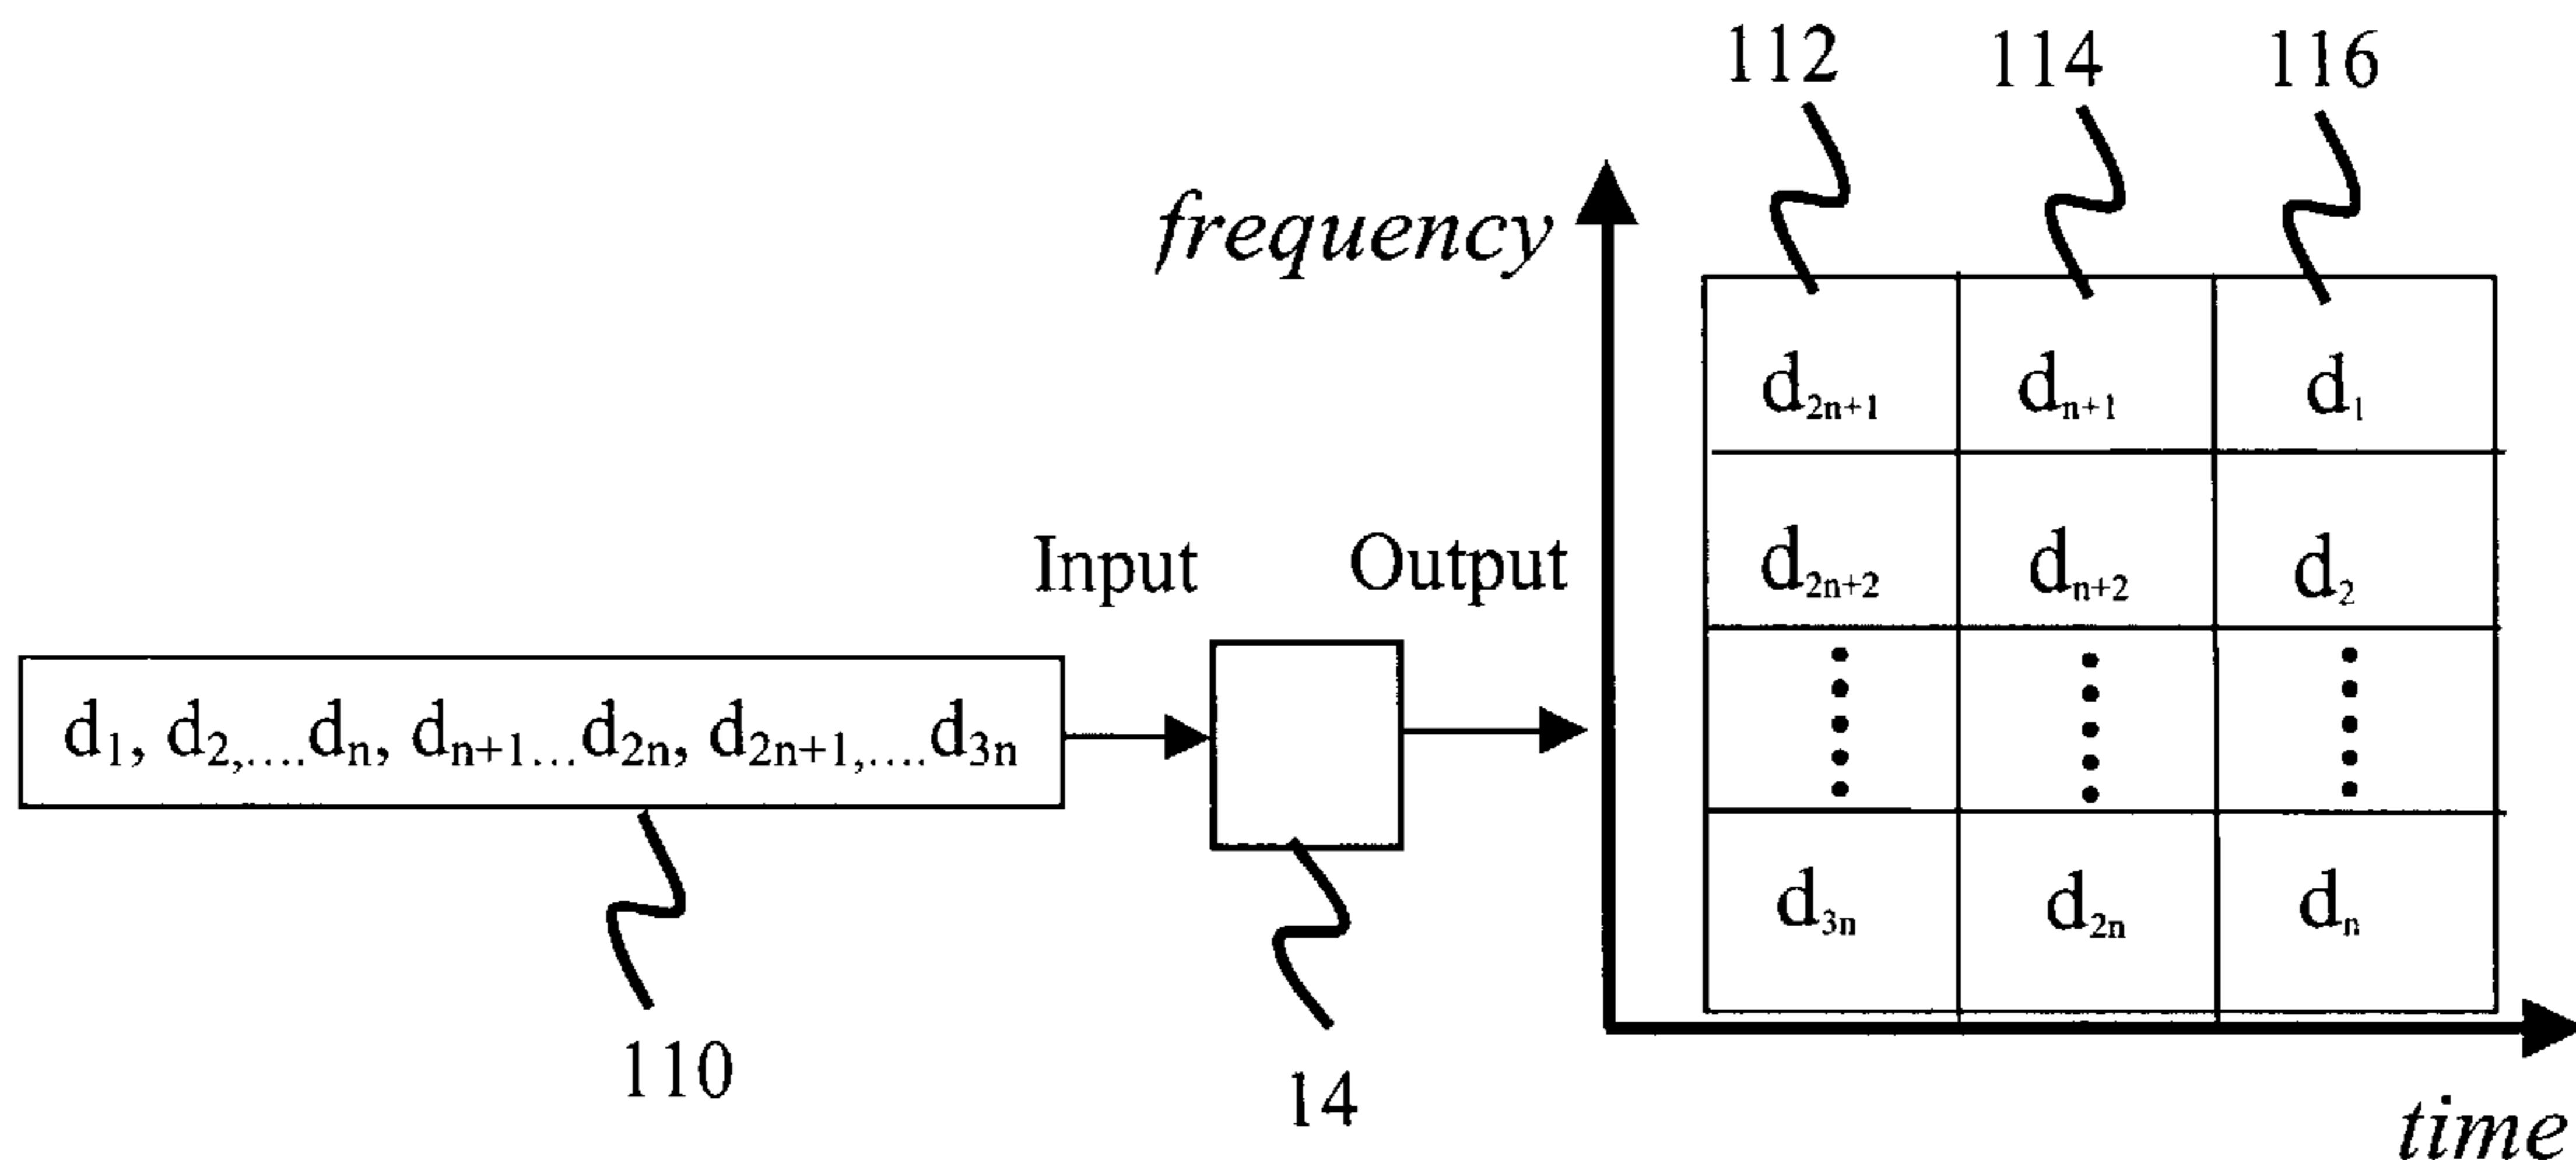 112 114 116
frequency
d₂ₙ₊₁ dₙ₊₁ d₁
Input Output
d₂ₙ₊₂ dₙ₊₂ d₂
d₁, d₂,....dₙ, dₙ₊₁...d₂ₙ, d₂ₙ₊₁,....d₃ₙ
d₃ₙ d₂ₙ dₙ
110
14
time